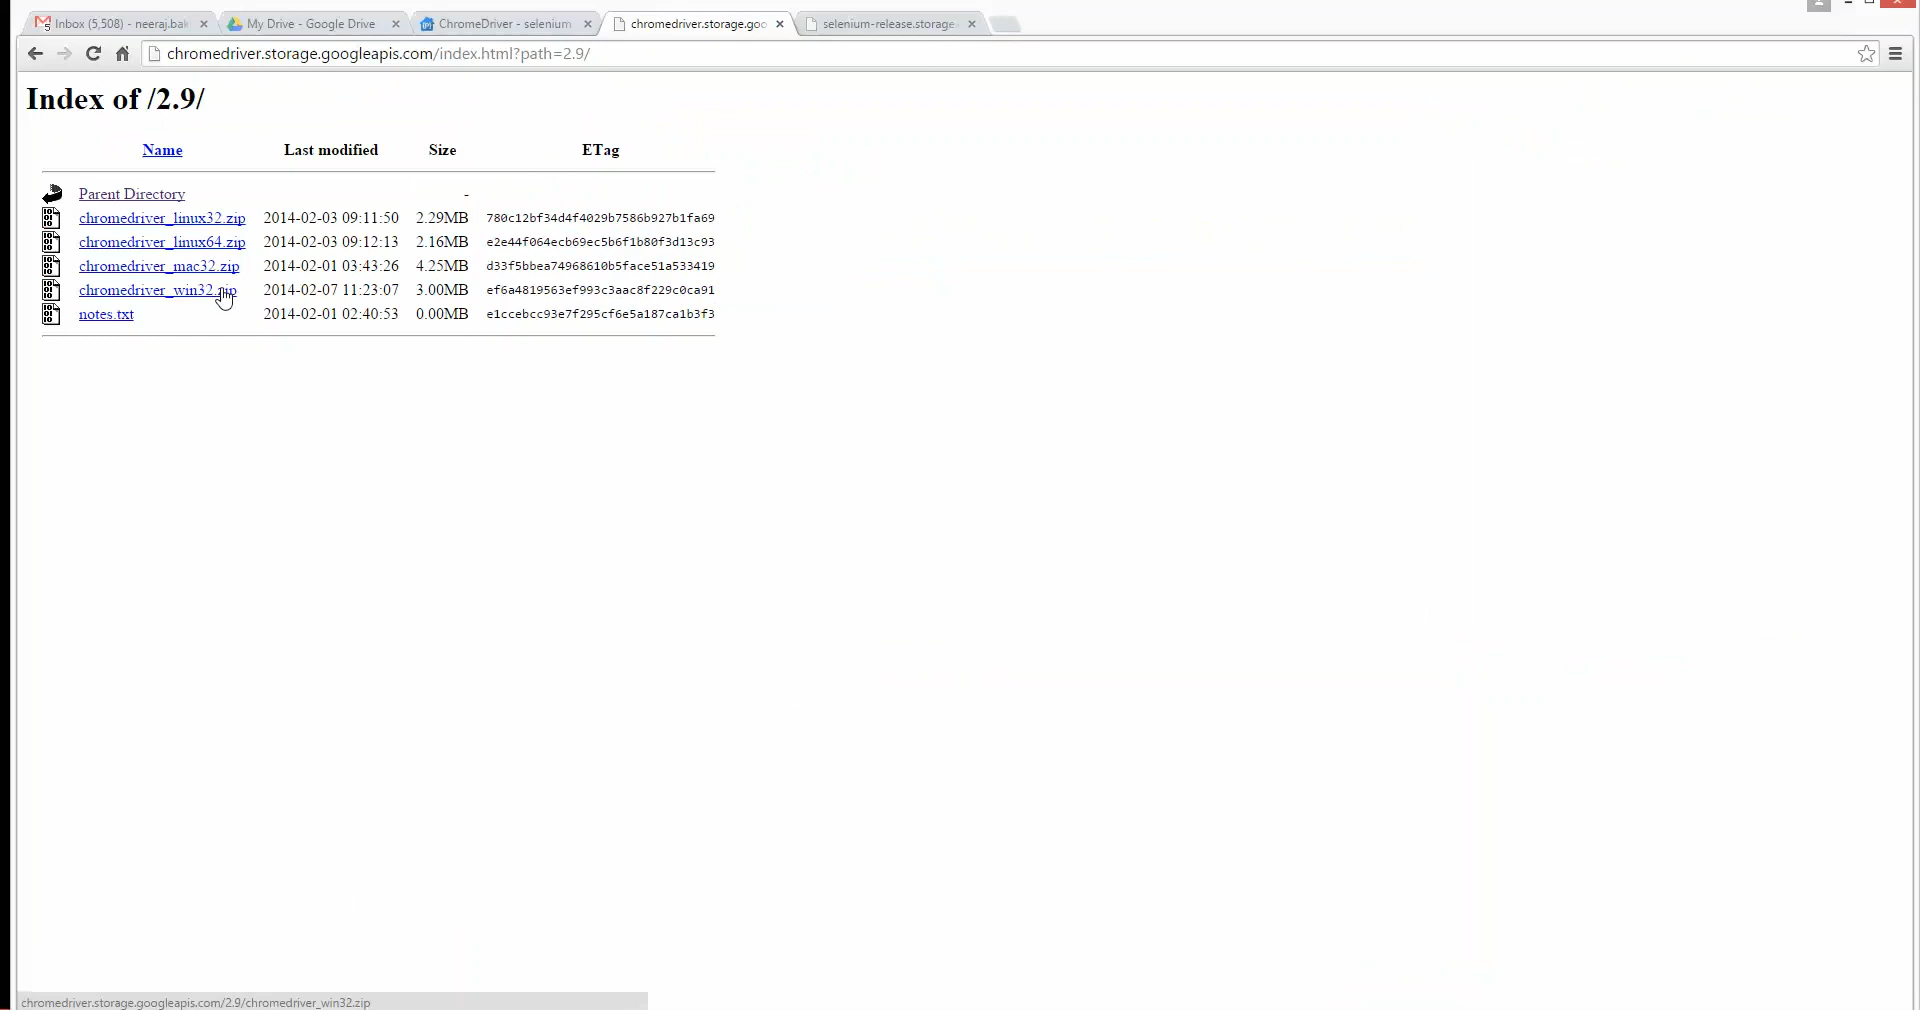 Inbox (5,508) - neeraj.bak
My Drive - Google Drive
ChromeDriver - selenium
chromedriver.storage.goo
selenium-release.storage.
chromedriver.storage.googleapis.com/index.html?path=2.9/
Index of /2.9/
Name Last modified Size ETag
Parent Directory -
chromedriver_linux32.zip 2014-02-03 09:11:50 2.29MB 780c12bf34d4f4029b7586b927b1fa69
chromedriver_linux64.zip 2014-02-03 09:12:13 2.16MB e2e44f064ecb69ec5b6f1b80f3d13c93
chromedriver_mac32.zip 2014-02-01 03:43:26 4.25MB d33f5bbea74968610b5face51a533419
chromedriver_win32.zip 2014-02-07 11:23:07 3.00MB ef6a4819563ef993c3aac8f229c0ca91
notes.txt 2014-02-01 02:40:53 0.00MB e1ccebcc93e7f295cf6e5a187ca1b3f3
chromedriver.storage.googleapis.com/2.9/chromedriver_win32.zip